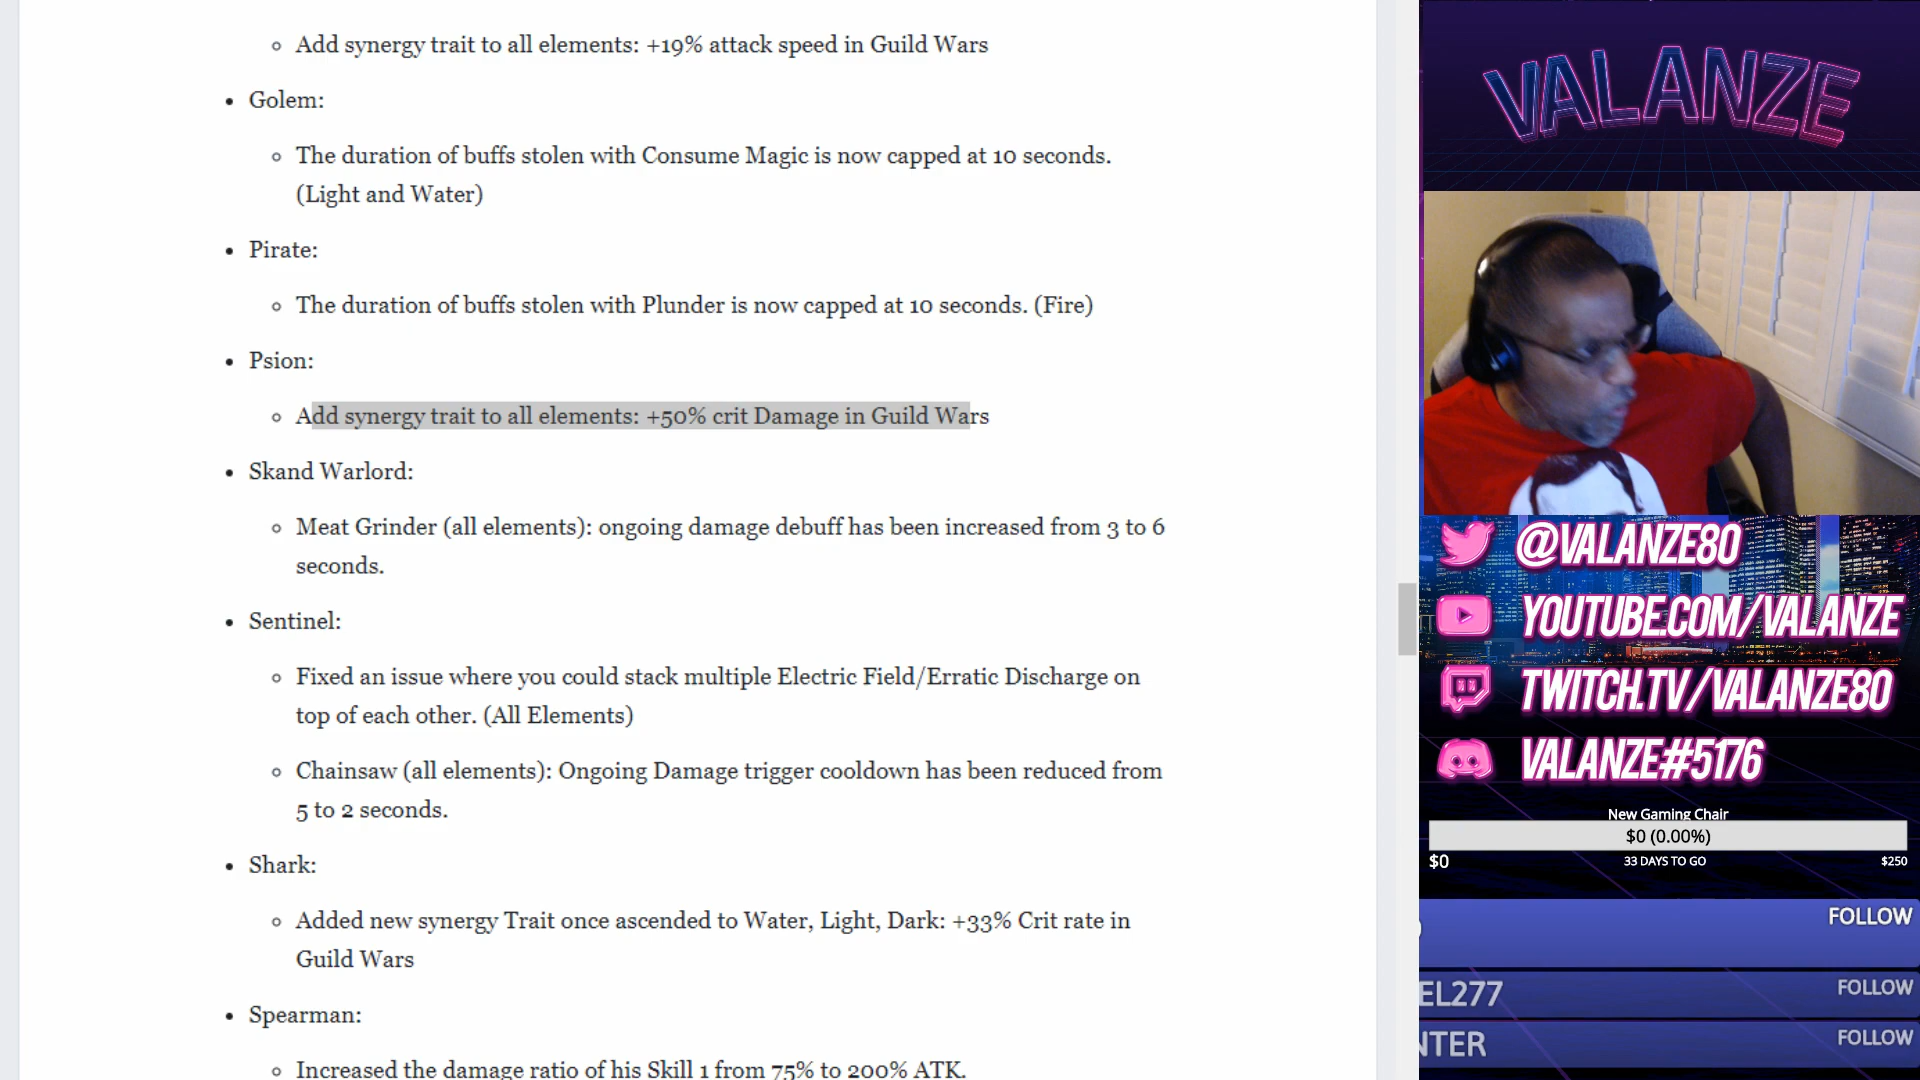 Add synergy trait to all elements: +19% attack speed in Guild Wars
Golem:
The duration of buffs stolen with Consume Magic is now capped at 10 seconds.
(Light and Water)
Pirate:
The duration of buffs stolen with Plunder is now capped at 10 seconds. (Fire)
Psion:
Add synergy trait to all elements: +50% crit Damage in Guild Wars
Skand Warlord:
Meat Grinder (all elements): ongoing damage debuff has been increased from 3 to 6
seconds.
Sentinel:
Fixed an issue where you could stack multiple Electric Field/Erratic Discharge on
top of each other. (All Elements)
Chainsaw (all elements): Ongoing Damage trigger cooldown has been reduced from
5 to 2 seconds.
Shark:
Added new synergy Trait once ascended to Water, Light, Dark: +33% Crit rate in
Guild Wars
Spearman:
Increased the damage ratio of his Skill 1 from 75% to 200% ATK.
VALANZE
@VALANZE80
YOUTUBE.COM/VALANZE
TWITCH.TV/VALANZE80
VALANZE#5176
New Gaming Chair
$0 (0.00%)
$0 33 DAYS TO GO $250
FOLLOW
EL277 FOLLOW
NTER FOLLOW